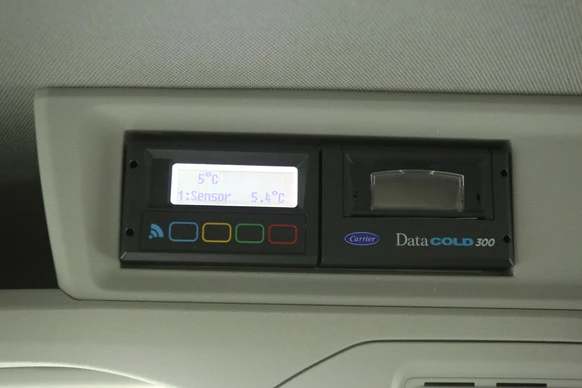 5°C
1:Sensor 5.4°C
Carrier
DataCOLD 300